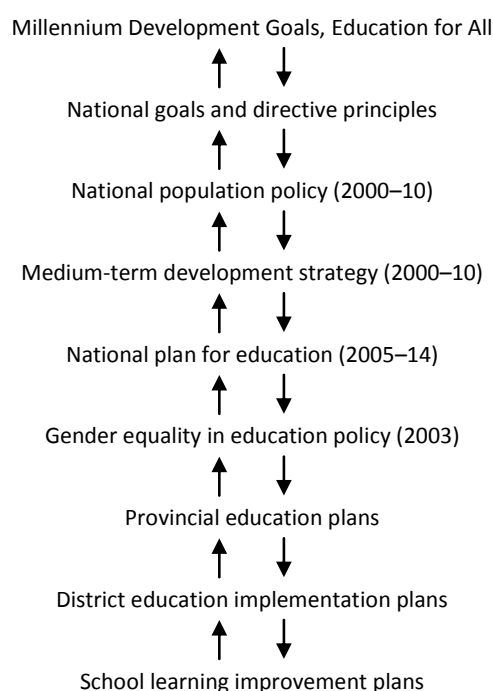 Millennium Development Goals, Education for All
National goals and directive principles
National population policy (2000–10)
Medium-term development strategy (2000–10)
National plan for education (2005–14)
Gender equality in education policy (2003)
Provincial education plans
District education implementation plans
School learning improvement plans